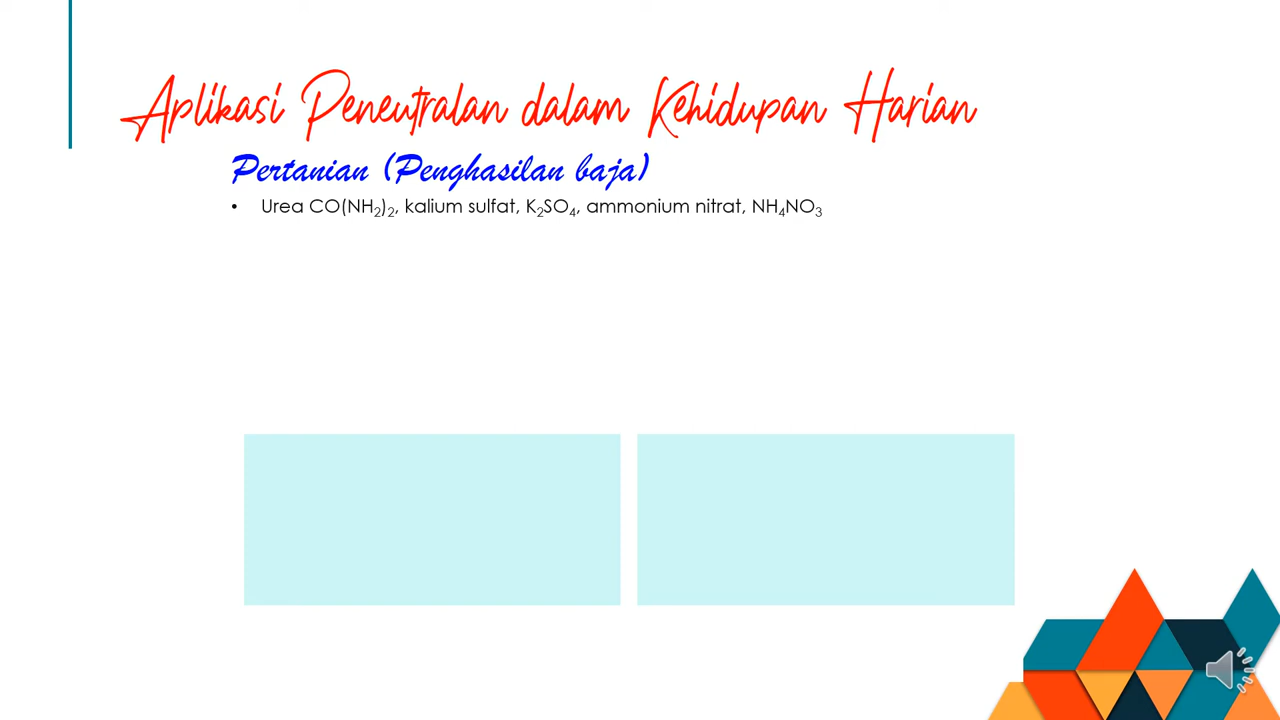 Aplikasi Peneutralan dalam Kehidupan Harian
Pertanian (Penghasilan baja)
• Urea CO(NH₂)₂, kalium sulfat, K₂SO₄, ammonium nitrat, NH₄NO₃